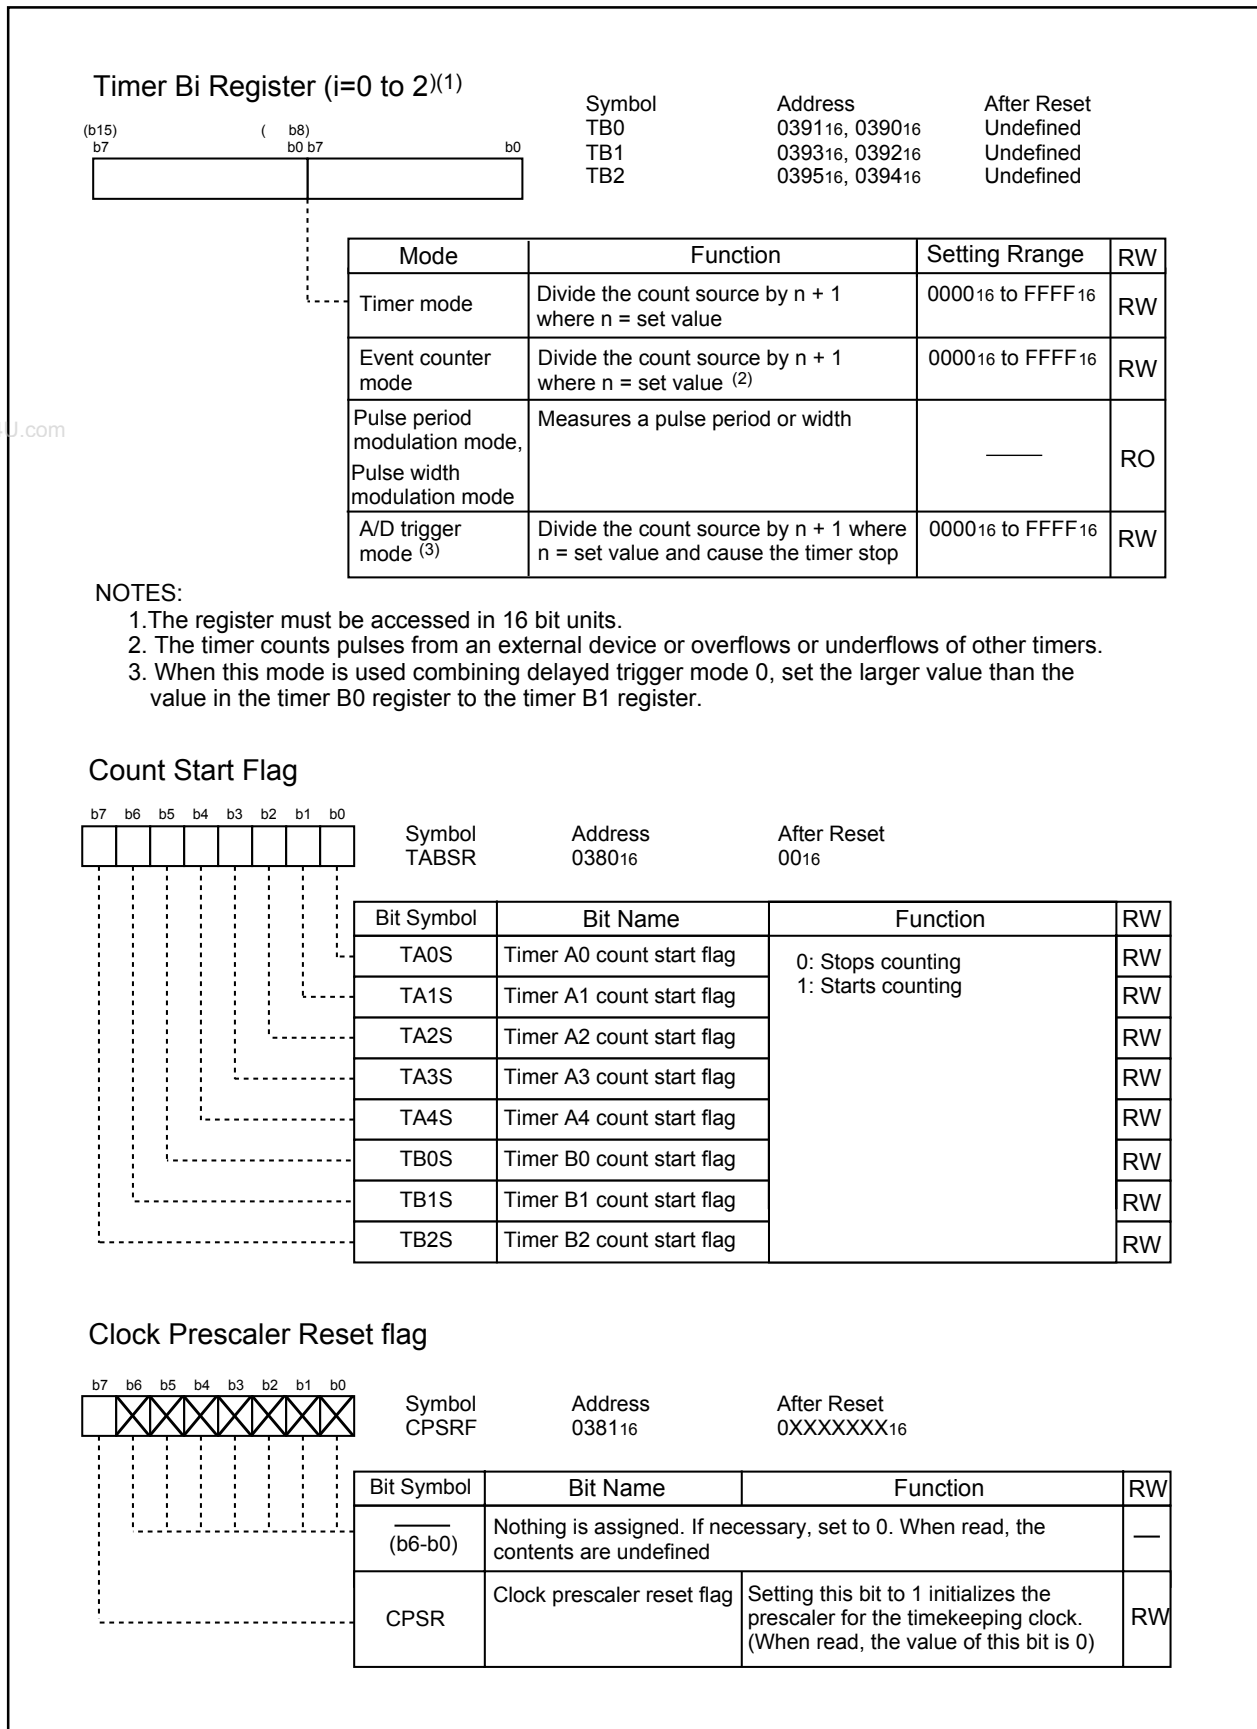 Timer Bi Register (i=0 to 2)(1)
Symbol Address After Reset
TB0 039116, 039016 Undefined
TB1 039316, 039216 Undefined
TB2 039516, 039416 Undefined
(b15) ( b8)
b7 b0 b7 b0
Mode Function Setting Rrange RW
Timer mode Divide the count source by n + 1 000016 to FFFF16 RW
where n = set value
Event counter Divide the count source by n + 1 000016 to FFFF16 RW
mode where n = set value (2)
Pulse period Measures a pulse period or width
modulation mode,
Pulse width —— RO
modulation mode
A/D trigger Divide the count source by n + 1 where 000016 to FFFF16 RW
mode (3) n = set value and cause the timer stop
U.com
NOTES:
1.The register must be accessed in 16 bit units.
2. The timer counts pulses from an external device or overflows or underflows of other timers.
3. When this mode is used combining delayed trigger mode 0, set the larger value than the
value in the timer B0 register to the timer B1 register.
Count Start Flag
b7 b6 b5 b4 b3 b2 b1 b0
Symbol Address After Reset
TABSR 038016 0016
Bit Symbol Bit Name Function RW
TA0S Timer A0 count start flag 0: Stops counting RW
TA1S Timer A1 count start flag 1: Starts counting RW
TA2S Timer A2 count start flag RW
TA3S Timer A3 count start flag RW
TA4S Timer A4 count start flag RW
TB0S Timer B0 count start flag RW
TB1S Timer B1 count start flag RW
TB2S Timer B2 count start flag RW
Clock Prescaler Reset flag
b7 b6 b5 b4 b3 b2 b1 b0
Symbol Address After Reset
CPSRF 038116 0XXXXXXX16
Bit Symbol Bit Name Function RW
—— Nothing is assigned. If necessary, set to 0. When read, the —
(b6-b0) contents are undefined
Clock prescaler reset flag Setting this bit to 1 initializes the
CPSR prescaler for the timekeeping clock. RW
(When read, the value of this bit is 0)